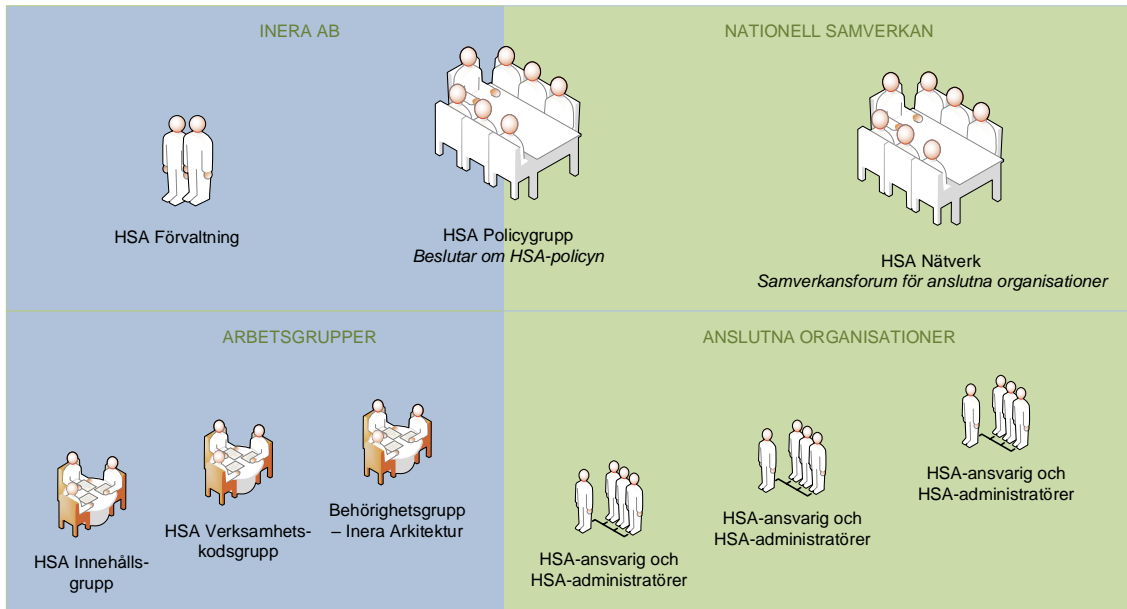 INERA AB
NATIONELL SAMVERKAN
HSA Förvaltning
HSA Policygrupp
Beslutar om HSA-policyn
HSA Nätverk
Samverkansforum för anslutna organisationer
ARBETSGRUPPER
ANSLUTNA ORGANISATIONER
HSA Innehålls-
grupp
HSA Verksamhets-
kodsgrupp
Behörighetsgrupp
– Inera Arkitektur
HSA-ansvarig och
HSA-administratörer
HSA-ansvarig och
HSA-administratörer
HSA-ansvarig och
HSA-administratörer